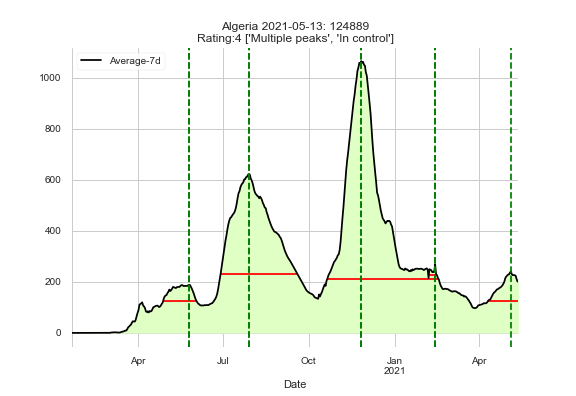 Algeria 2021-05-13: 124889
Rating:4 ['Multiple peaks', 'In control']
Average-7d
1000
800
600
400
200
0
Apr
Jul
Oct
Jan
2021
Apr
Date